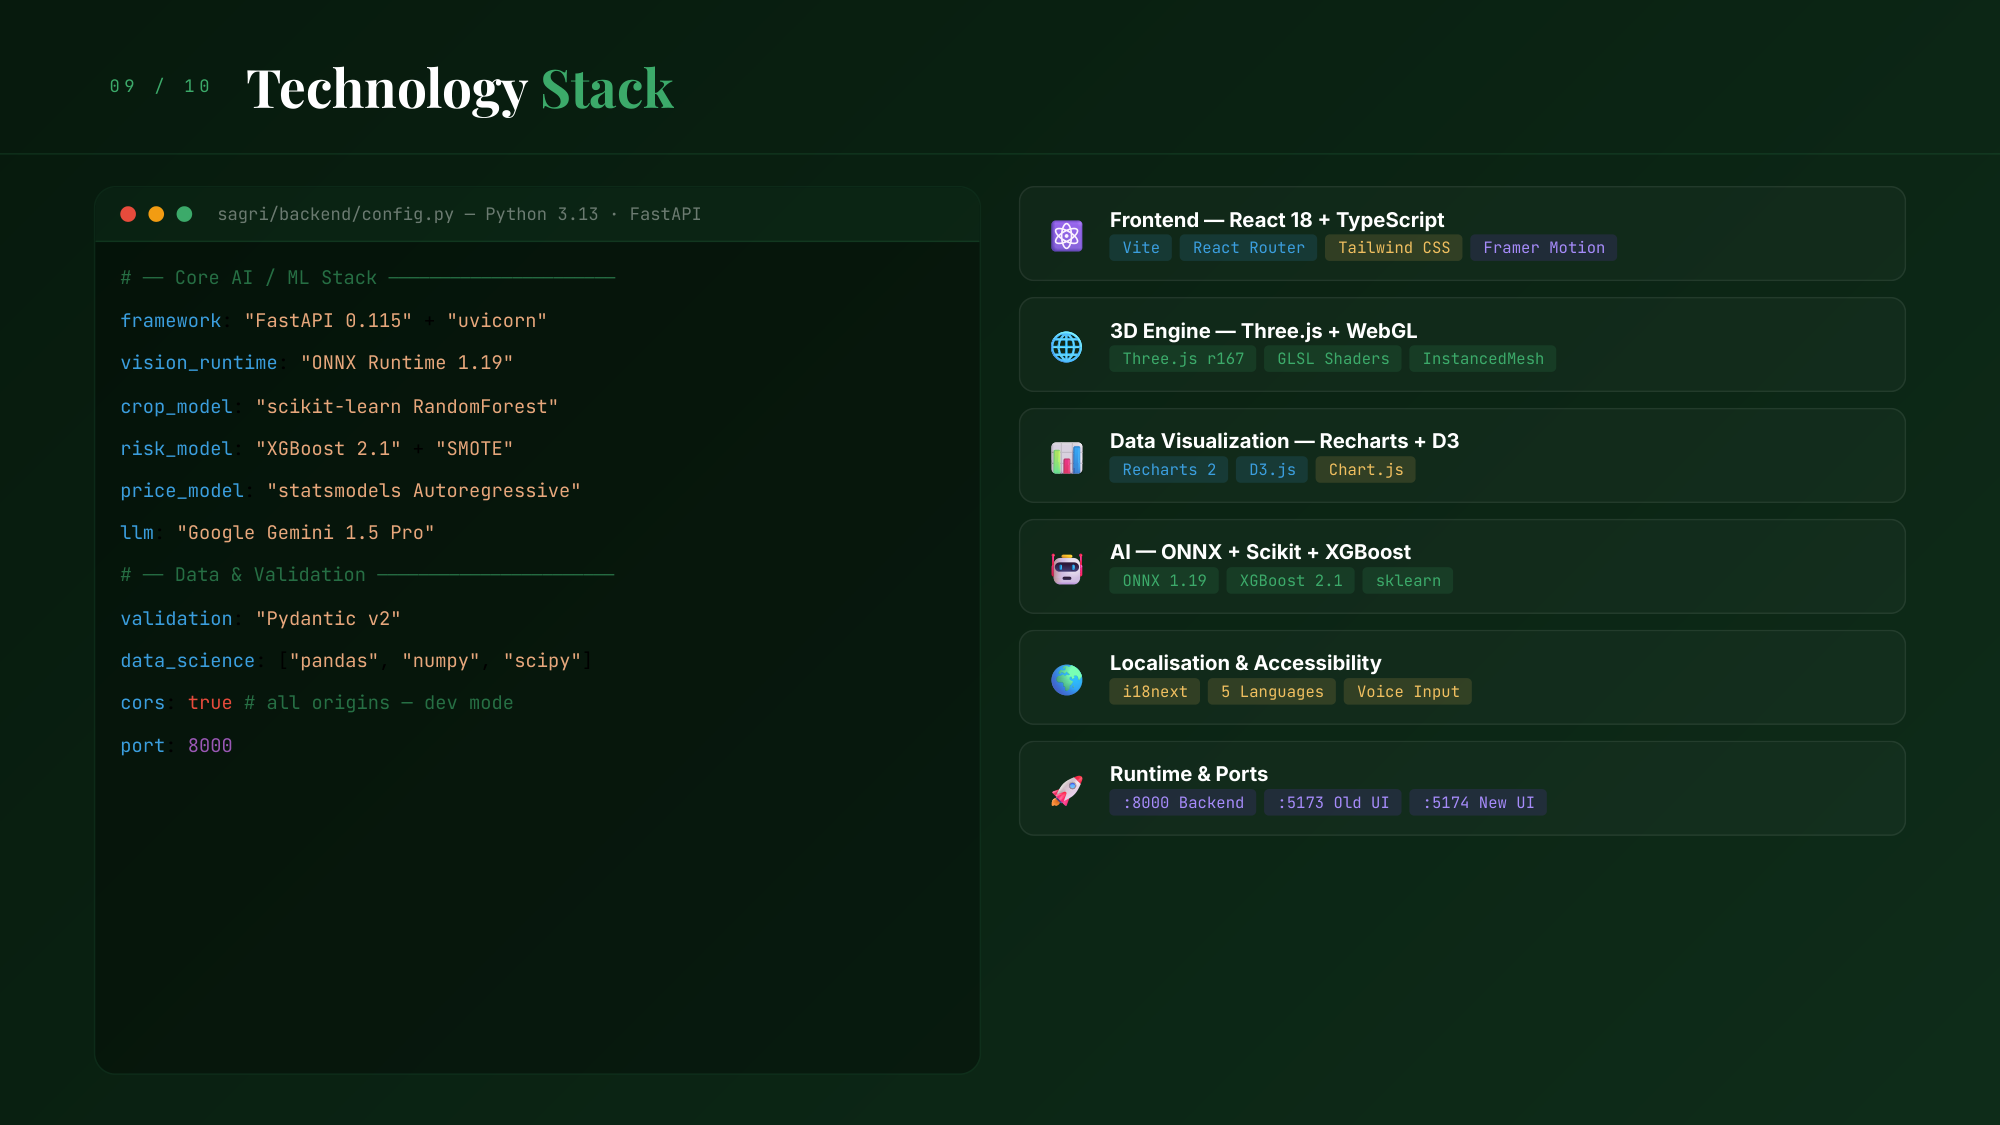 09 / 10
Technology Stack
sagri/backend/config.py — Python 3.13 · FastAPI
# —— Core AI / ML Stack ————————————————————
framework: "FastAPI 0.115" + "uvicorn"
vision_runtime: "ONNX Runtime 1.19"
crop_model: "scikit-learn RandomForest"
risk_model: "XGBoost 2.1" + "SMOTE"
price_model: "statsmodels Autoregressive"
llm: "Google Gemini 1.5 Pro"
# —— Data & Validation —————————————————————
validation: "Pydantic v2"
data_science: ["pandas", "numpy", "scipy"]
cors: true # all origins — dev mode
port: 8000
Frontend — React 18 + TypeScript
Vite React Router Tailwind CSS Framer Motion
3D Engine — Three.js + WebGL
Three.js r167 GLSL Shaders InstancedMesh
Data Visualization — Recharts + D3
Recharts 2 D3.js Chart.js
AI — ONNX + Scikit + XGBoost
ONNX 1.19 XGBoost 2.1 sklearn
Localisation & Accessibility
i18next 5 Languages Voice Input
Runtime & Ports
:8000 Backend :5173 Old UI :5174 New UI